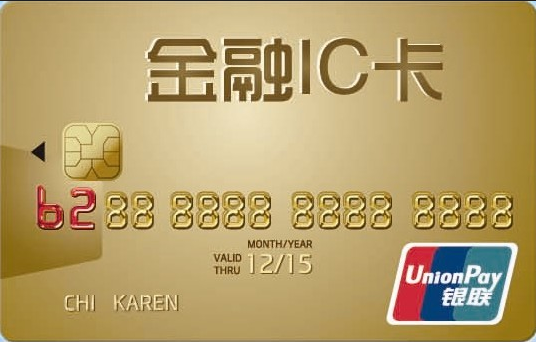 金融IC卡
6288 8888 8888 8888
MONTH/YEAR
VALID THRU 12/15
CHI KAREN
UnionPay
银联